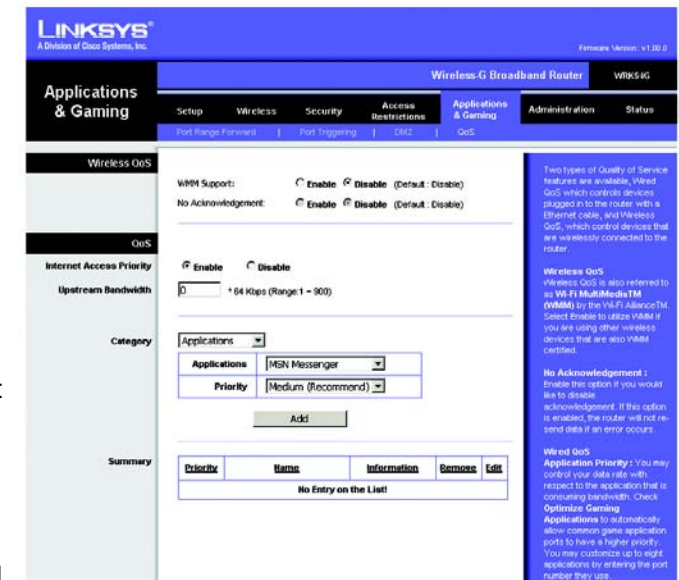 LINKSYS®
A Division of Cisco Systems, Inc.
Firmware Version: v1.00.0
Wireless-G Broadband Router
Applications & Gaming
Setup Wireless Security Access Restrictions Applications & Gaming Administration Status
Port Range Forward | Port Triggering | DMZ | QoS
Wireless QoS
WMM Support: Enable Disable (Default : Disable)
No Acknowledgement: Enable Disable (Default : Disable)
QoS
Internet Access Priority Enable Disable
Upstream Bandwidth 0 * 64 Kbps (Range:1 ~ 900)
Category Applications
Applications MSN Messenger
Priority Medium (Recommend)
Add
Summary
Priority Name Information Remove Edit
No Entry on the List!
Two types of Quality of Service
features are available, Wired
QoS which controls devices
plugged in to the router with a
Ethernet cable, and Wireless
QoS, which control devices that
are wirelessly connected to the
router.
Wireless QoS
Wireless QoS is also referred to
as Wi-Fi MultiMediaTM
(WMM) by the Wi-Fi AllianceTM.
Select Enable to utilize WMM if
you are using other wireless
devices that are also WMM
certified.
No Acknowledgement :
Enable this option if you would
like to disable
acknowledgement. If this option
is enabled, the router will not re-
send data if an error occurs.
Wired QoS
Application Priority : You may
control your data rate with
respect to the application that is
consuming bandwidth. Check
Optimize Gaming
Applications to automatically
allow common game application
ports to have a higher priority.
You may customize up to eight
applications by entering the port
number they use.